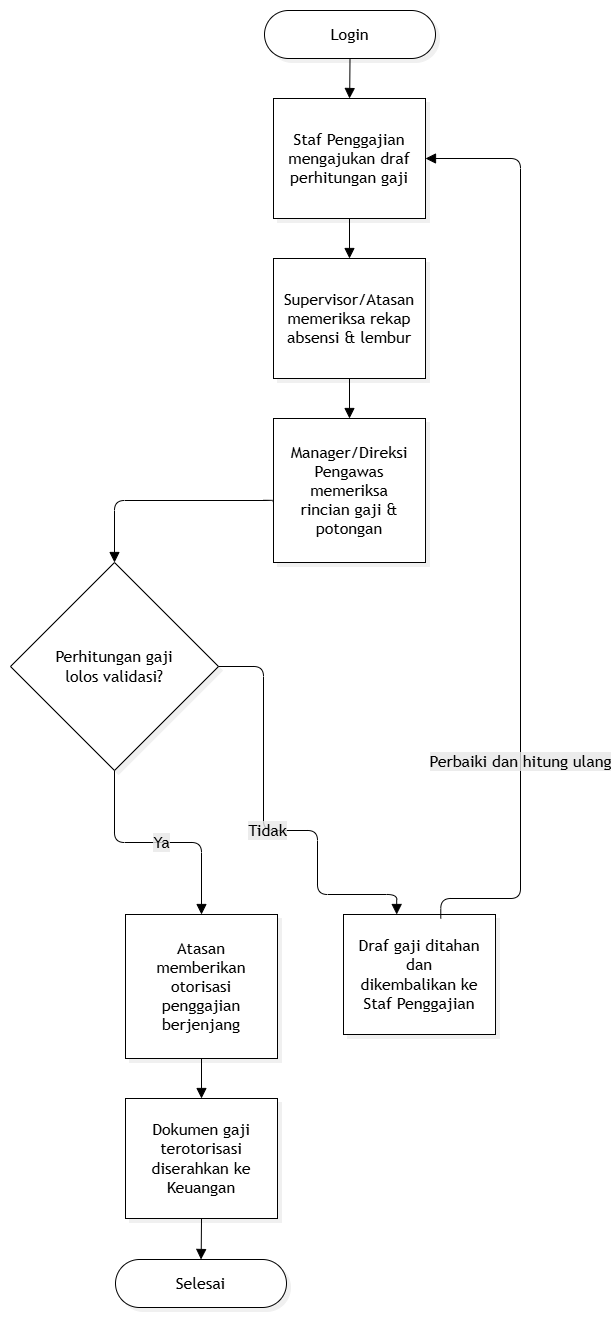 Login
Staf Penggajian
mengajukan draf
perhitungan gaji
Supervisor/Atasan
memeriksa rekap
absensi & lembur
Manager/Direksi
Pengawas
memeriksa
rincian gaji &
potongan
Perhitungan gaji
lolos validasi?
Perbaiki dan hitung ulang
Tidak
Ya
Atasan
memberikan
otorisasi
penggajian
berjenjang
Draf gaji ditahan
dan
dikembalikan ke
Staf Penggajian
Dokumen gaji
terotorisasi
diserahkan ke
Keuangan
Selesai